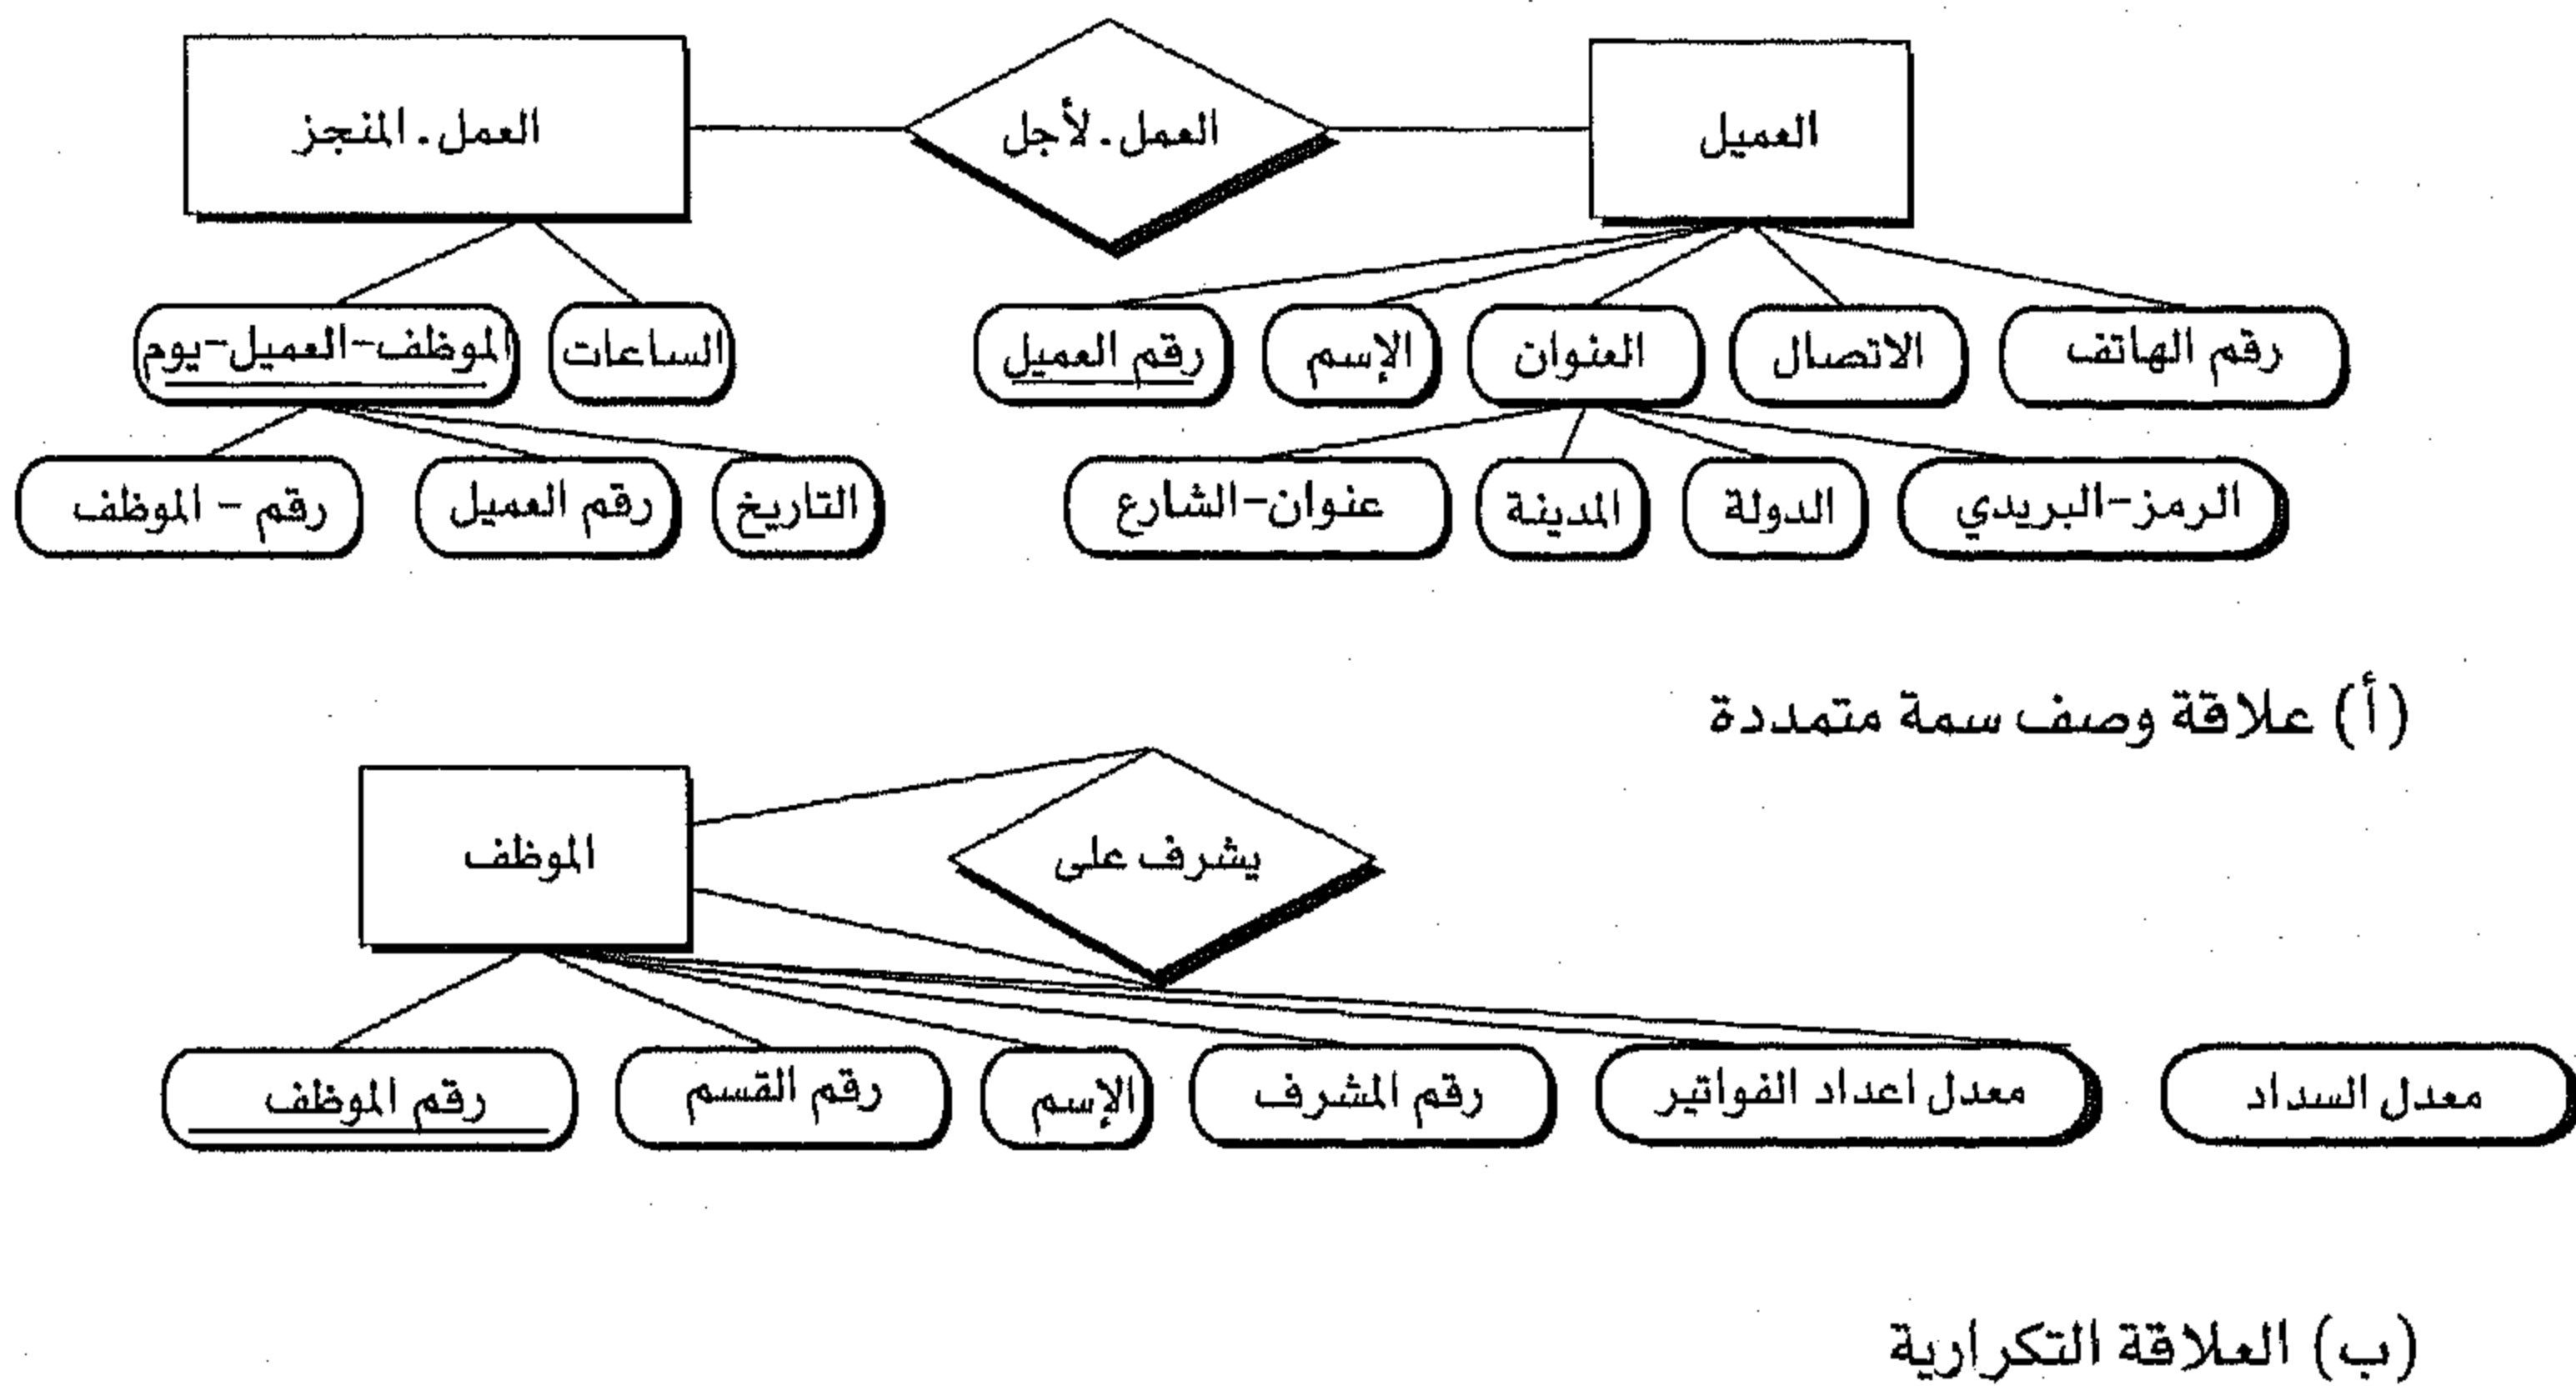 العميل
العمل.لأجل
العمل.المنجز
رقم الهاتف
الاتصال
العنوان
الإسم
رقم العميل
الساعات
الموظف-العميل-يوم
الرمز-البريدي
الدولة
المدينة
عنوان-الشارع
التاريخ
رقم العميل
رقم - الموظف
(أ) علاقة وصف سمة متمددة
يشرف على
الموظف
معدل السداد
معدل اعداد الفواتير
رقم المشرف
الإسم
رقم القسم
رقم الموظف
(ب) العلاقة التكرارية